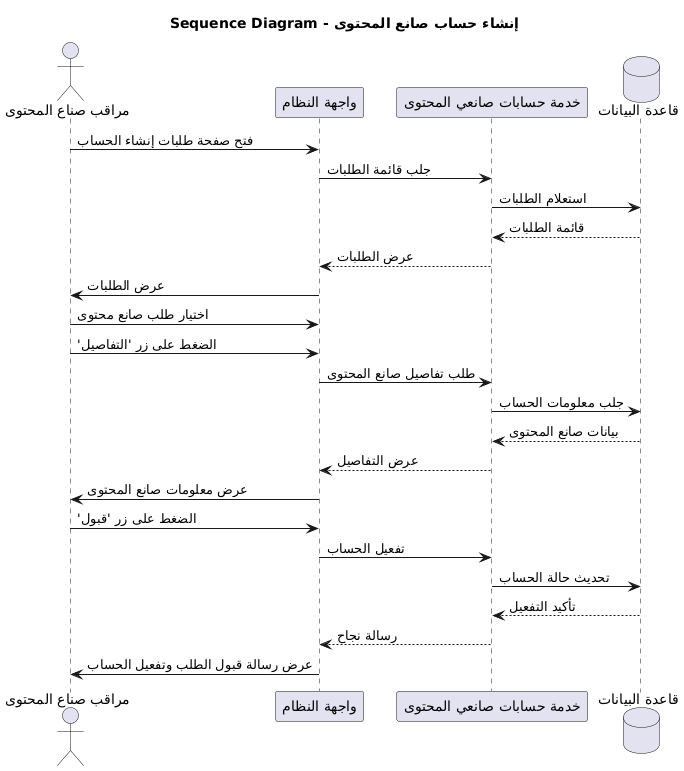 إنشاء حساب صانع المحتوى - Sequence Diagram
مراقب صناع المحتوى
واجهة النظام
خدمة حسابات صانعي المحتوى
قاعدة البيانات
فتح صفحة طلبات إنشاء الحساب
جلب قائمة الطلبات
استعلام الطلبات
قائمة الطلبات
عرض الطلبات
عرض الطلبات
اختيار طلب صانع محتوى
الضغط على زر 'التفاصيل'
طلب تفاصيل صانع المحتوى
جلب معلومات الحساب
بيانات صانع المحتوى
عرض التفاصيل
عرض معلومات صانع المحتوى
الضغط على زر 'قبول'
تفعيل الحساب
تحديث حالة الحساب
تأكيد التفعيل
رسالة نجاح
عرض رسالة قبول الطلب وتفعيل الحساب
مراقب صناع المحتوى
واجهة النظام
خدمة حسابات صانعي المحتوى
قاعدة البيانات